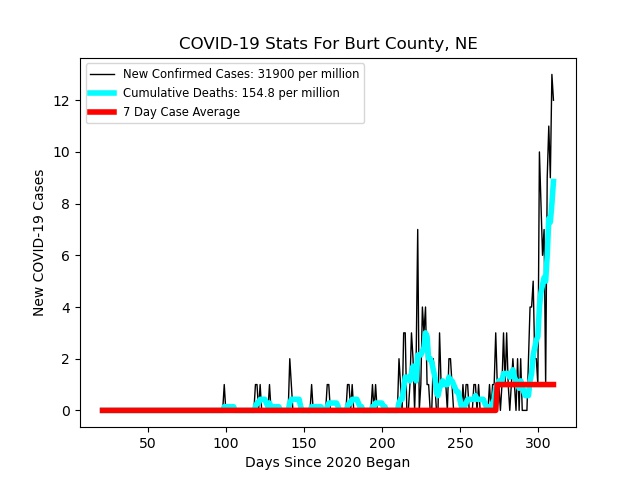 COVID-19 Stats For Burt County, NE
New Confirmed Cases: 31900 per million
Cumulative Deaths: 154.8 per million
7 Day Case Average
New COVID-19 Cases
12
10
8
6
4
2
0
50 100 150 200 250 300
Days Since 2020 Began